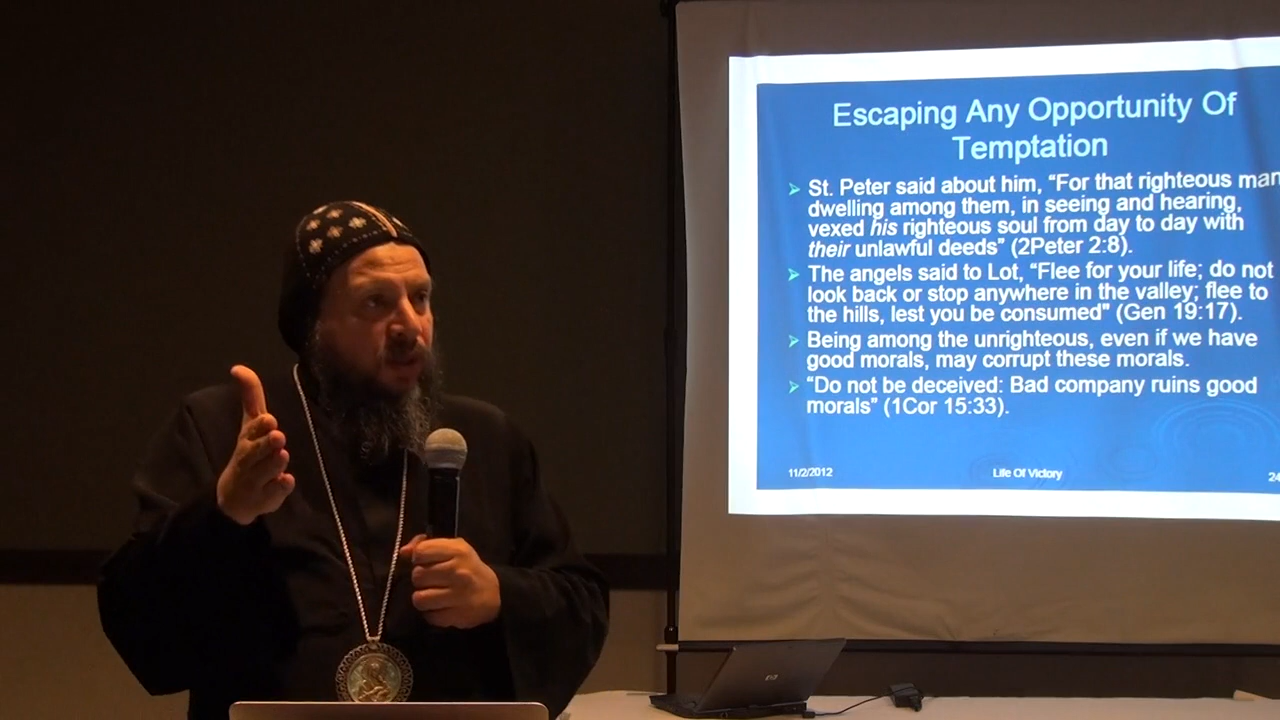 Escaping Any Opportunity Of
Temptation
St. Peter said about him, “For that righteous man
dwelling among them, in seeing and hearing,
vexed his righteous soul from day to day with
their unlawful deeds” (2Peter 2:8).
The angels said to Lot, “Flee for your life; do not
look back or stop anywhere in the valley; flee to
the hills, lest you be consumed” (Gen 19:17).
Being among the unrighteous, even if we have
good morals, may corrupt these morals.
“Do not be deceived: Bad company ruins good
morals” (1Cor 15:33).
11/2/2012 Life Of Victory 24
hp